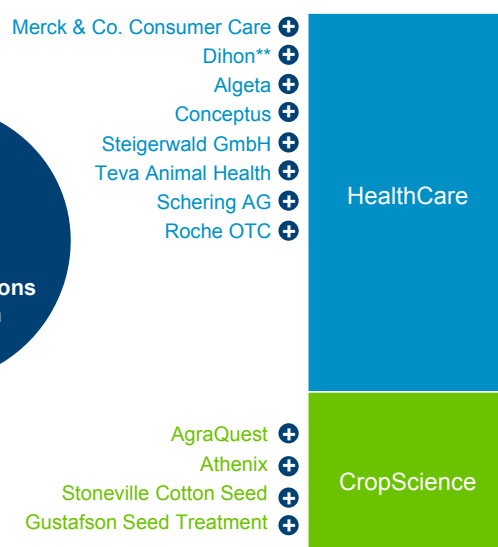 Merck & Co. Consumer Care
Dihon**
Algeta
Conceptus
Steigerwald GmbH
Teva Animal Health
Schering AG
Roche OTC
HealthCare
ons
AgraQuest
Athenix
Stoneville Cotton Seed
Gustafson Seed Treatment
CropScience